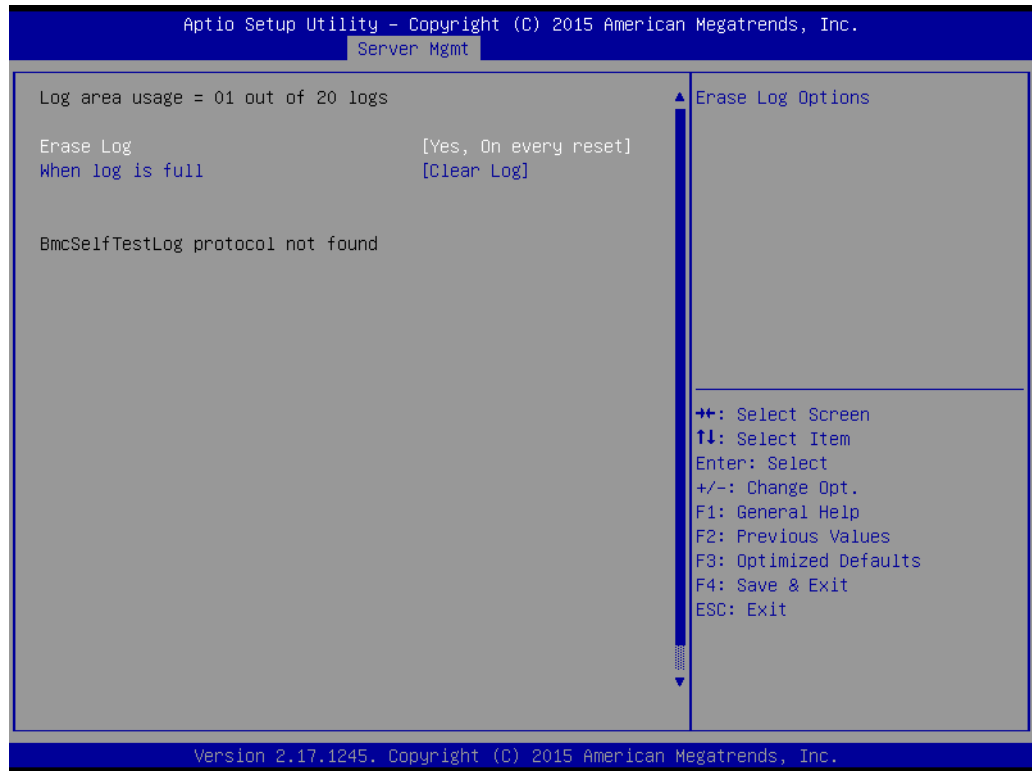 Aptio Setup Utility – Copyright (C) 2015 American Megatrends, Inc.
Server Mgmt
Log area usage = 01 out of 20 logs
Erase Log [Yes, On every reset]
When log is full [Clear Log]
BmcSelfTestLog protocol not found
Erase Log Options
→←: Select Screen
↑↓: Select Item
Enter: Select
+/-: Change Opt.
F1: General Help
F2: Previous Values
F3: Optimized Defaults
F4: Save & Exit
ESC: Exit
Version 2.17.1245. Copyright (C) 2015 American Megatrends, Inc.